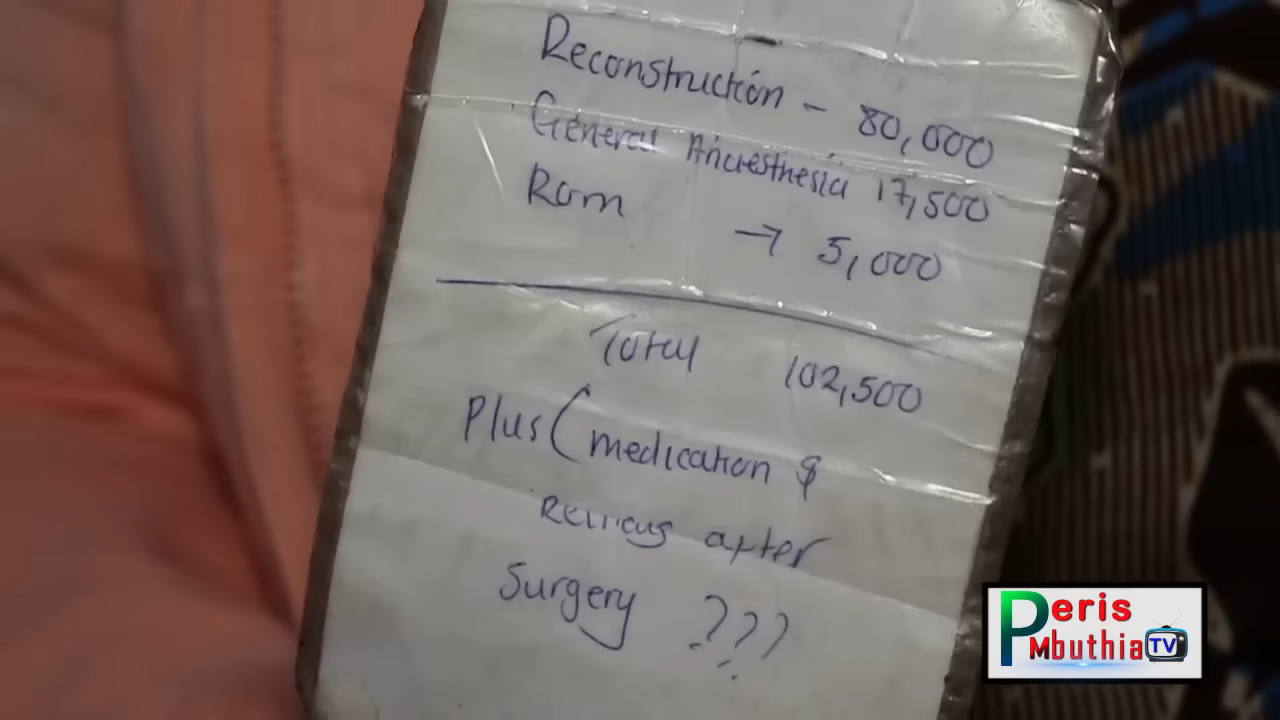 Reconstruction - 80,000
General Anaesthesia 17,500
Rom → 5,000
Total 102,500
Plus ( medication &
Reviews after
Surgery ???
Peris
Mbuthia TV